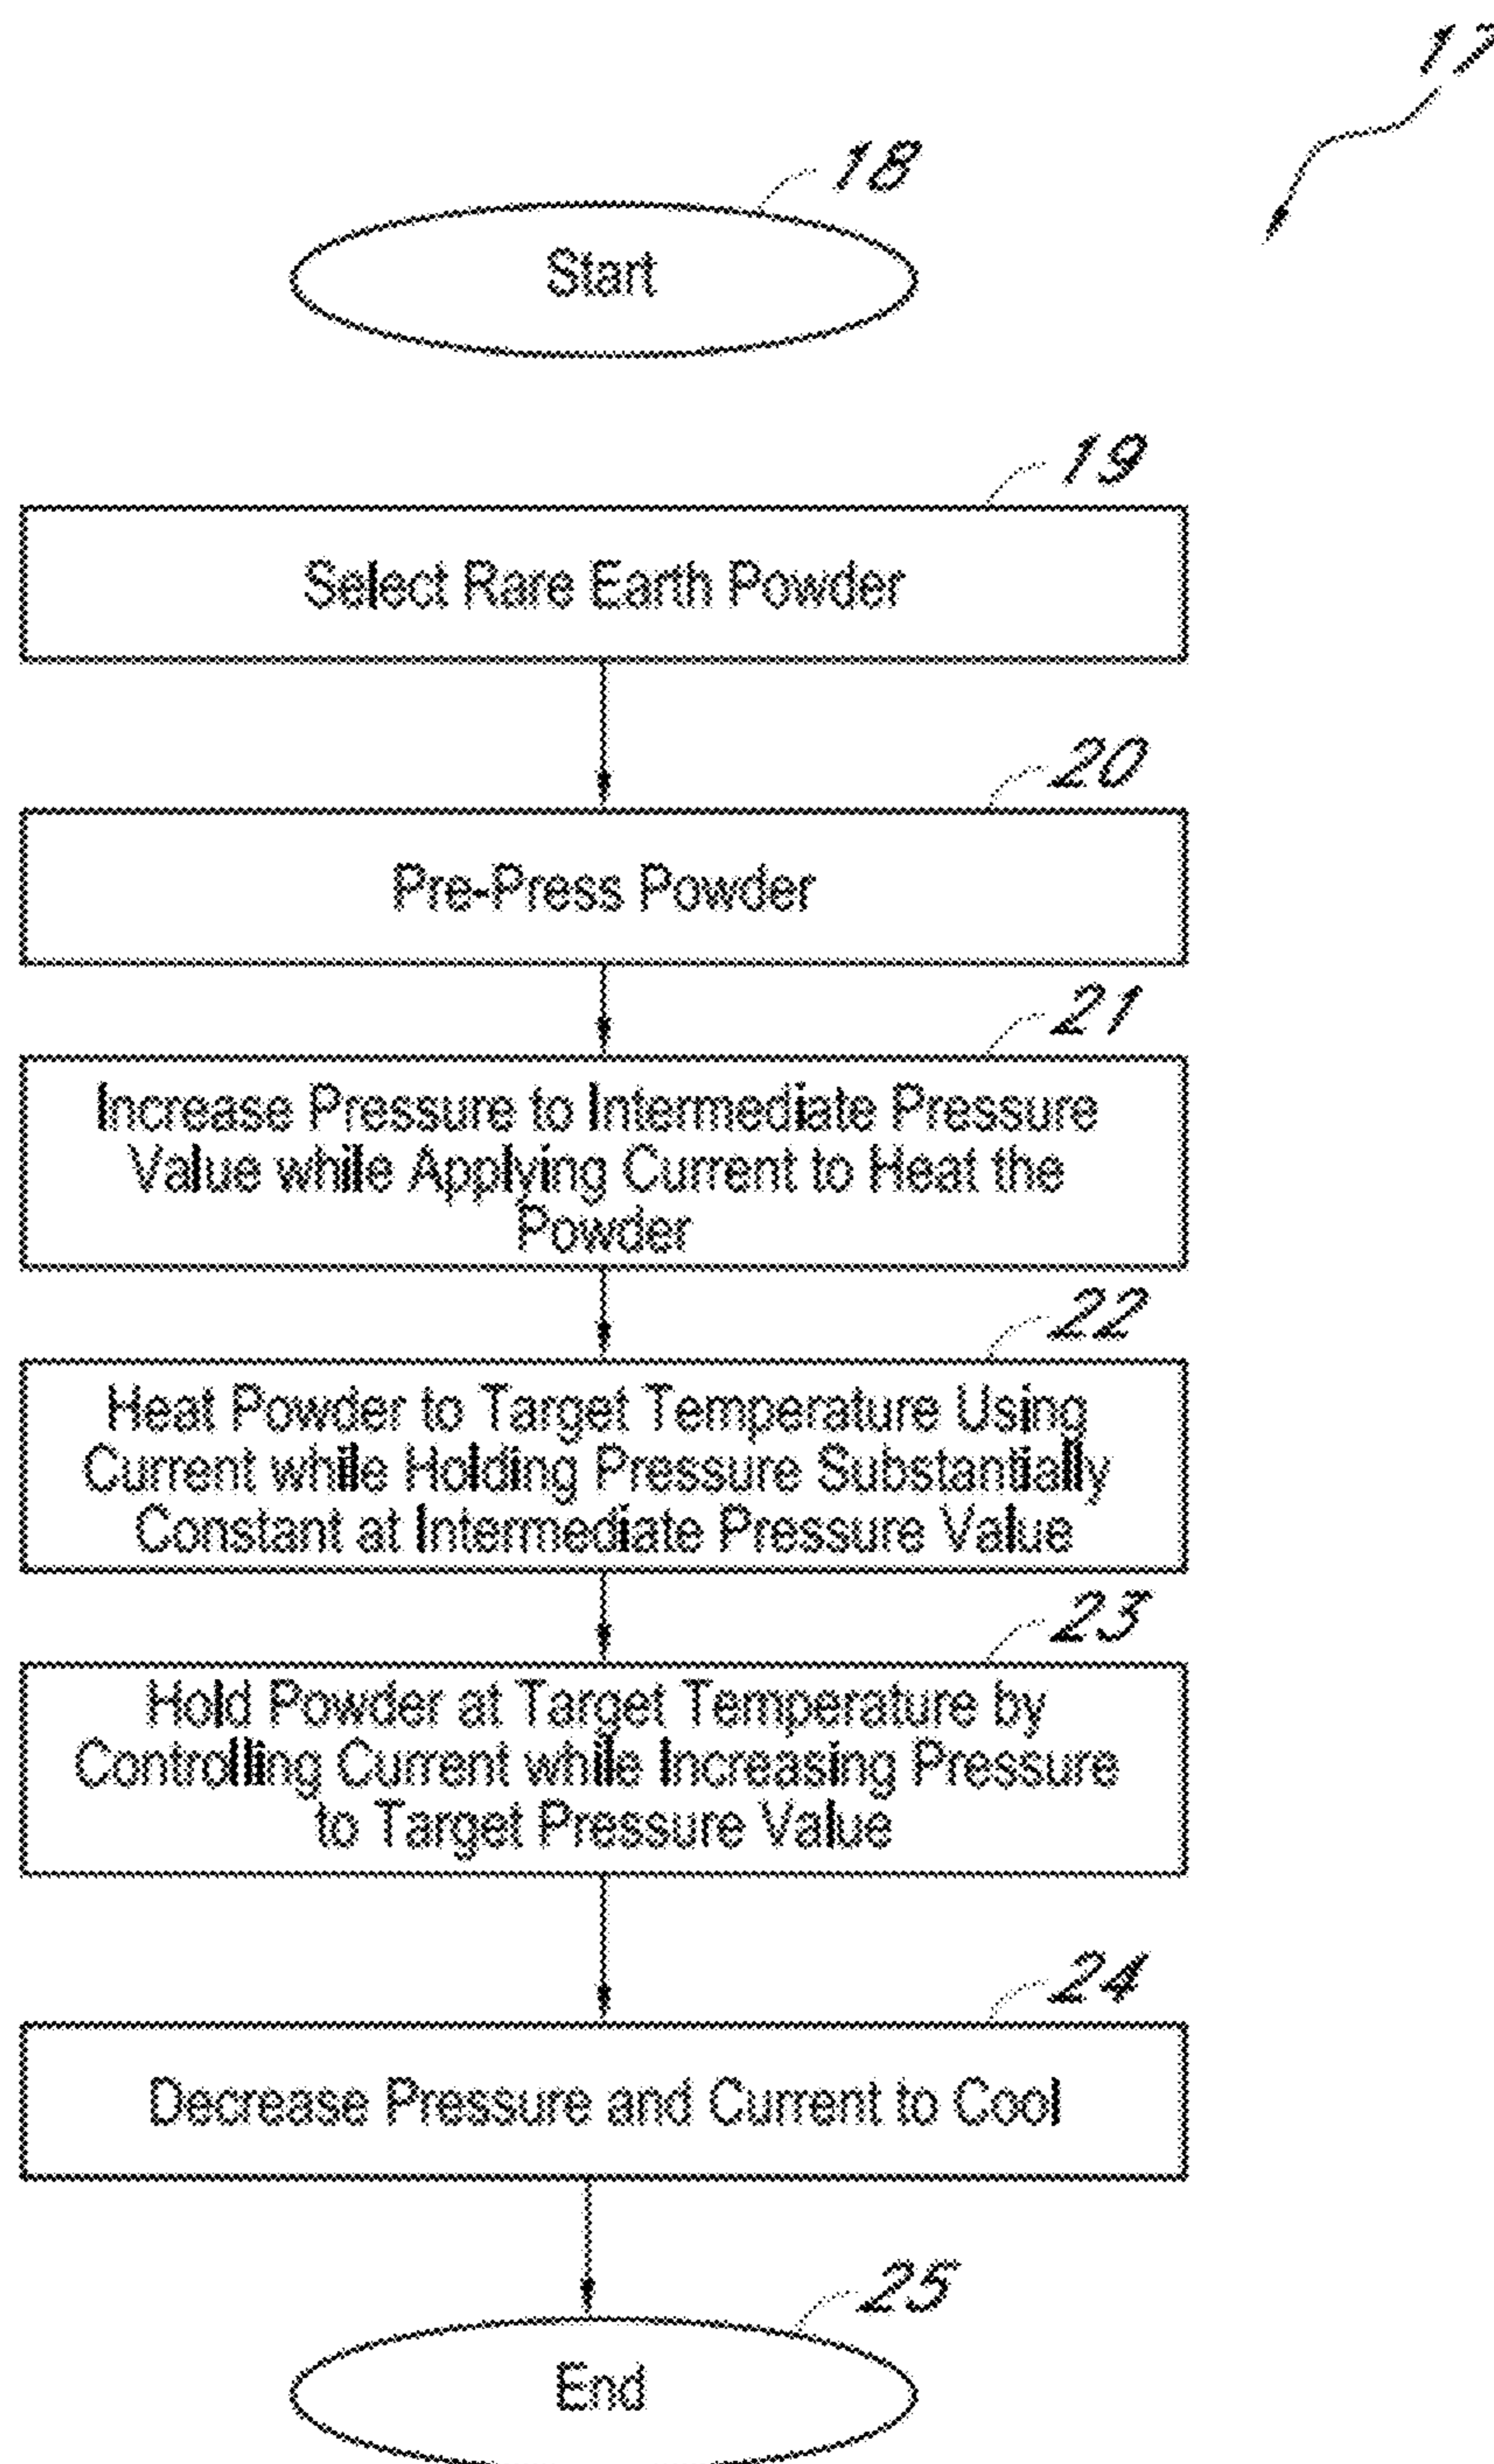 17
18
Start
19
Select Rare Earth Powder
20
Pre-Press Powder
21
Increase Pressure to Intermediate Pressure
Value while Applying Current to Heat the
Powder
22
Heat Powder to Target Temperature Using
Current while Holding Pressure Substantially
Constant at Intermediate Pressure Value
23
Hold Powder at Target Temperature by
Controlling Current while Increasing Pressure
to Target Pressure Value
24
Decrease Pressure and Current to Cool
25
End